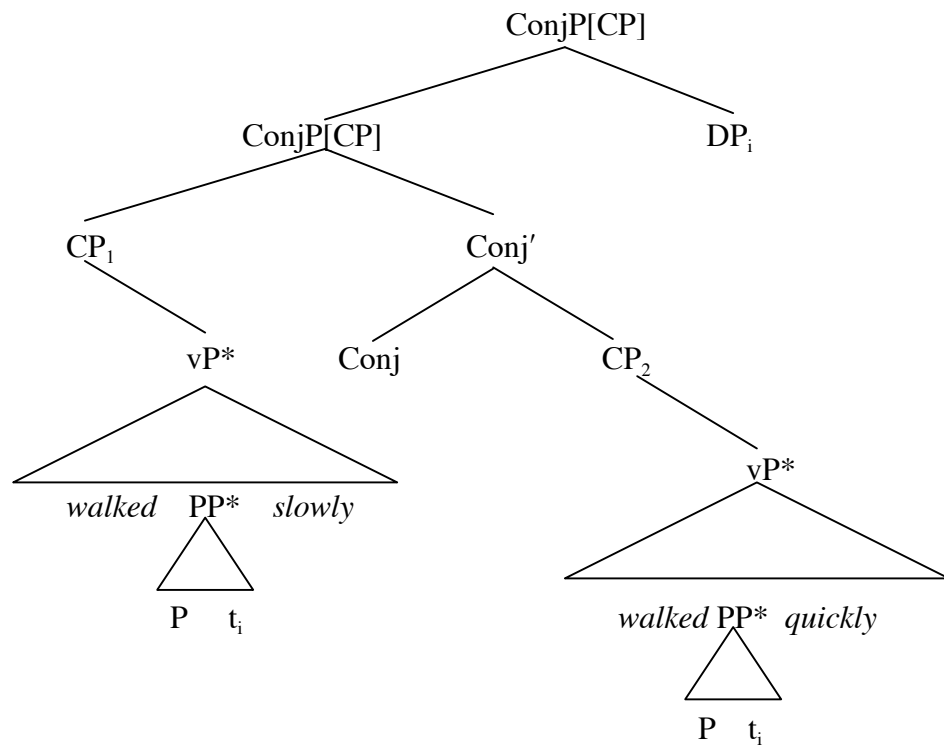 ConjP[CP]
ConjP[CP] DPᵢ
CP₁ Conj′
vP* Conj CP₂
vP*
walked PP* slowly
P tᵢ
walked PP* quickly
P tᵢ